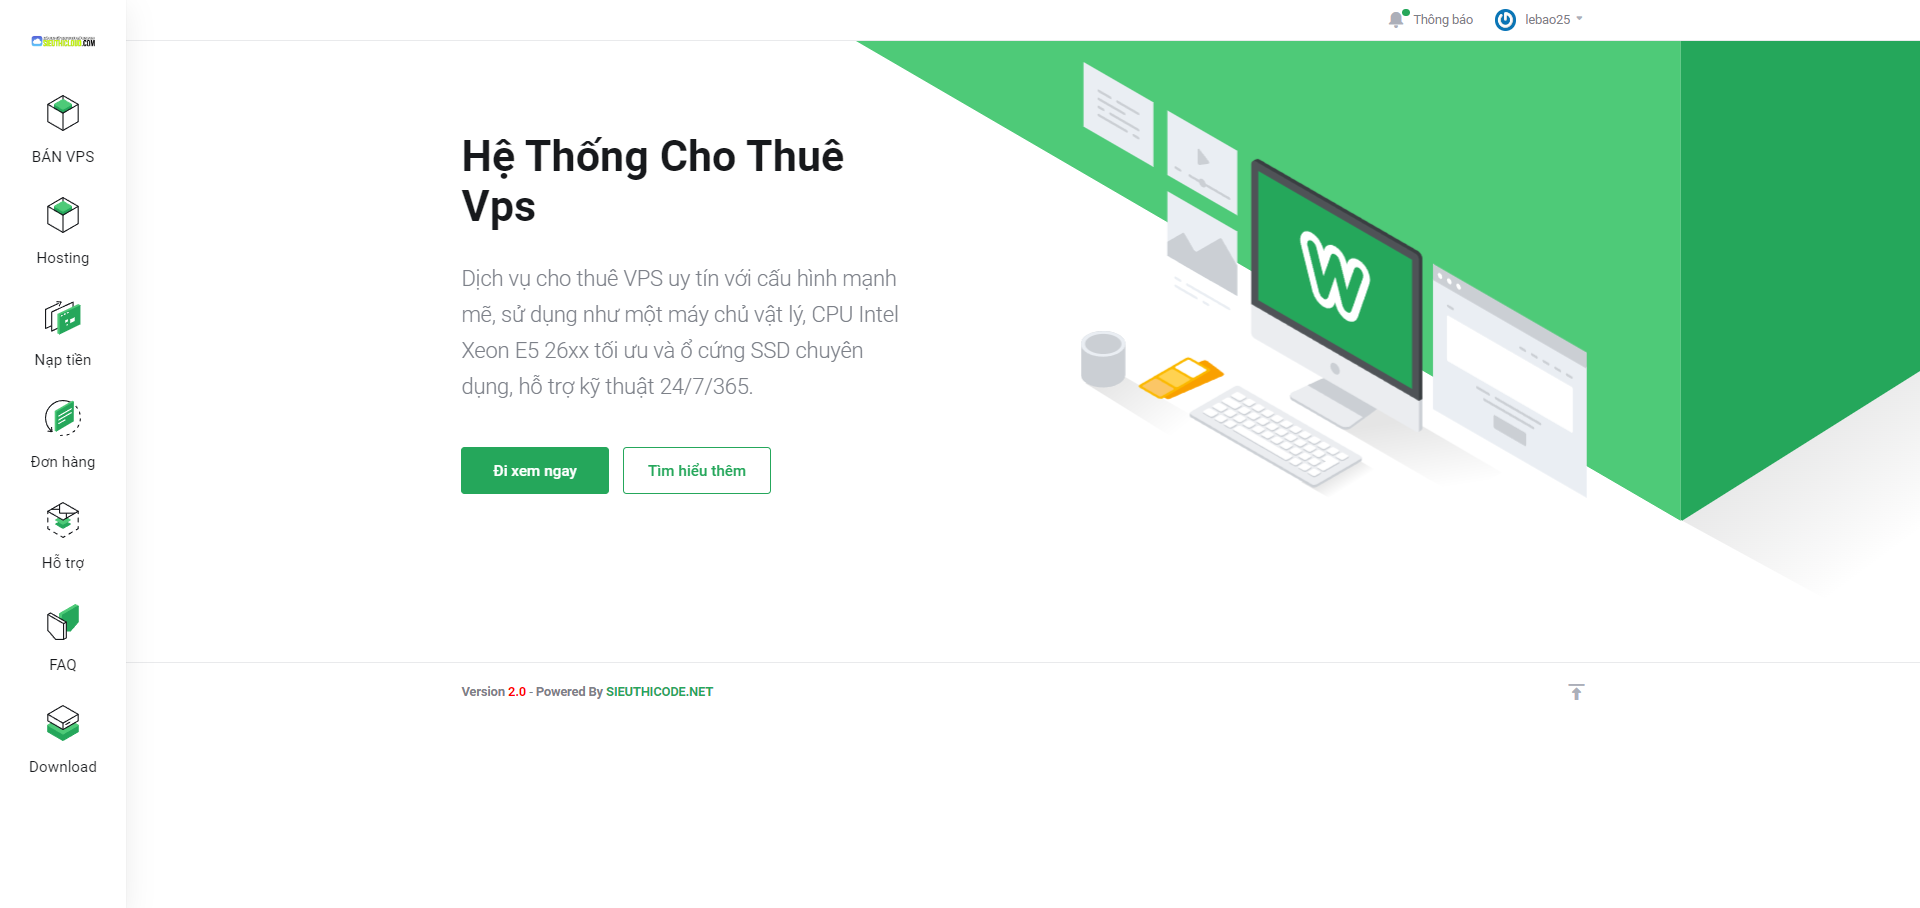 Thông báo
lebao25
BÁN VPS
Hosting
Nạp tiền
Đơn hàng
Hỗ trợ
FAQ
Download
Hệ Thống Cho Thuê
Vps
Dịch vụ cho thuê VPS uy tín với cấu hình mạnh
mẽ, sử dụng như một máy chủ vật lý, CPU Intel
Xeon E5 26xx tối ưu và ổ cứng SSD chuyên
dụng, hỗ trợ kỹ thuật 24/7/365.
Đi xem ngay
Tìm hiểu thêm
W
Version 2.0 - Powered By SIEUTHICODE.NET